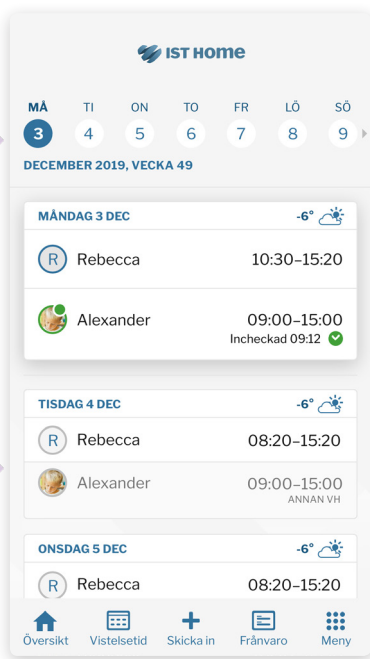 IST HOme
MÅ TI ON TO FR LÖ SÖ
3 4 5 6 7 8 9
DECEMBER 2019, VECKA 49
MÅNDAG 3 DEC -6°
R Rebecca 10:30–15:20
Alexander 09:00–15:00
Incheckad 09:12
TISDAG 4 DEC -6°
R Rebecca 08:20–15:20
Alexander 09:00–15:00
ANNAN VH
ONSDAG 5 DEC -6°
R Rebecca 08:20–15:20
Översikt Vistelsetid Skicka in Frånvaro Meny